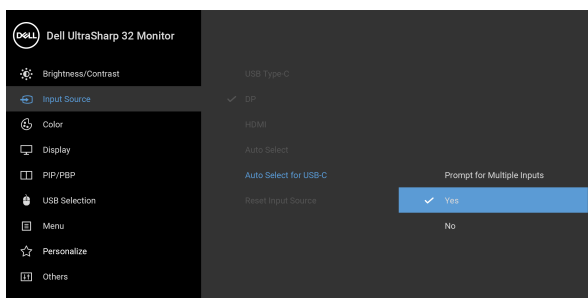 DELL Dell UltraSharp 32 Monitor
Brightness/Contrast USB Type-C
Input Source DP
Color HDMI
Display Auto Select
PIP/PBP Auto Select for USB-C Prompt for Multiple Inputs
USB Selection Reset Input Source Yes
Menu No
Personalize
Others